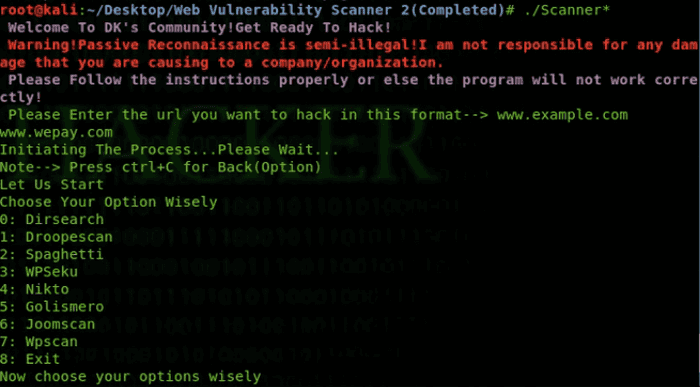 root@kali:~/Desktop/Web Vulnerability Scanner 2(Completed)# ./Scanner*
Welcome To DK's Community!Get Ready To Hack!
Warning!Passive Reconnaissance is semi-illegal!I am not responsible for any dam
age that you are causing to a company/organization.
Please Follow the instructions properly or else the program will not work corre
ctly!
Please Enter the url you want to hack in this format--> www.example.com
www.wepay.com
Initiating The Process...Please Wait...
Note--> Press ctrl+C for Back(Option)
Let Us Start
Choose Your Option Wisely
0: Dirsearch
1: Droopescan
2: Spaghetti
3: WPSeku
4: Nikto
5: Golismero
6: Joomscan
7: Wpscan
8: Exit
Now choose your options wisely